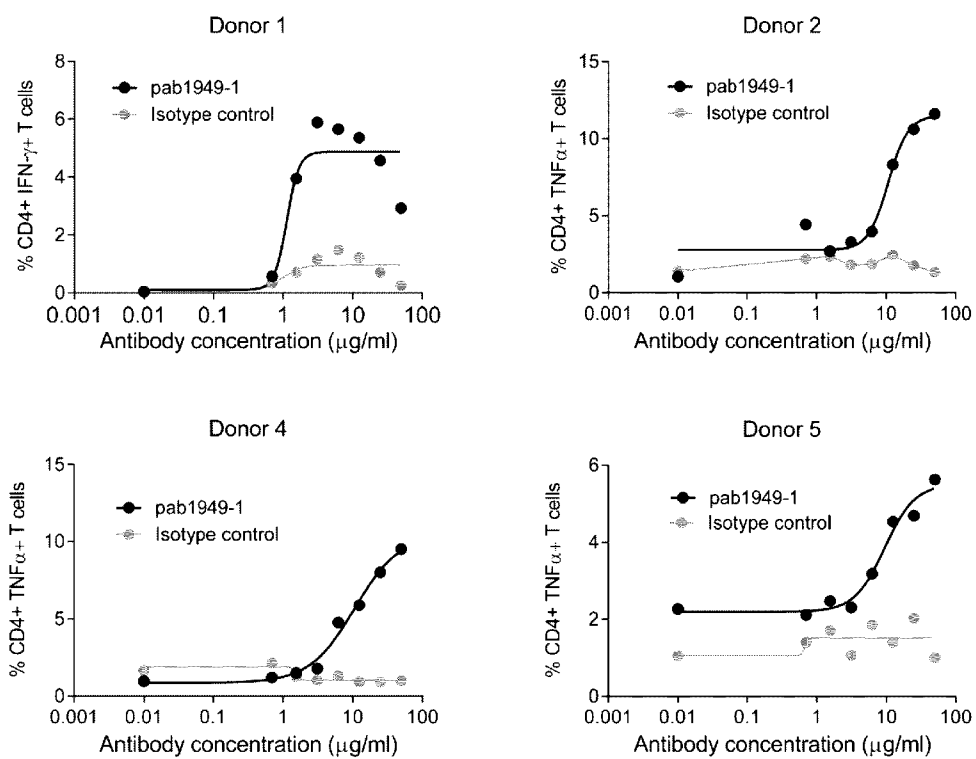 Donor 1
8
6
4
2
0
% CD4+ IFN-γ+ T cells
pab1949-1
Isotype control
0.001 0.01 0.1 1 10 100
Antibody concentration (μg/ml)
Donor 2
15
10
5
0
% CD4+ TNFα+ T cells
pab1949-1
Isotype control
0.001 0.01 0.1 1 10 100
Antibody concentration (μg/ml)
Donor 4
15
10
5
0
% CD4+ TNFα+ T cells
pab1949-1
Isotype control
0.001 0.01 0.1 1 10 100
Antibody concentration (μg/ml)
Donor 5
6
4
2
0
% CD4+ TNFα+ T cells
pab1949-1
Isotype control
0.001 0.01 0.1 1 10 100
Antibody concentration (μg/ml)